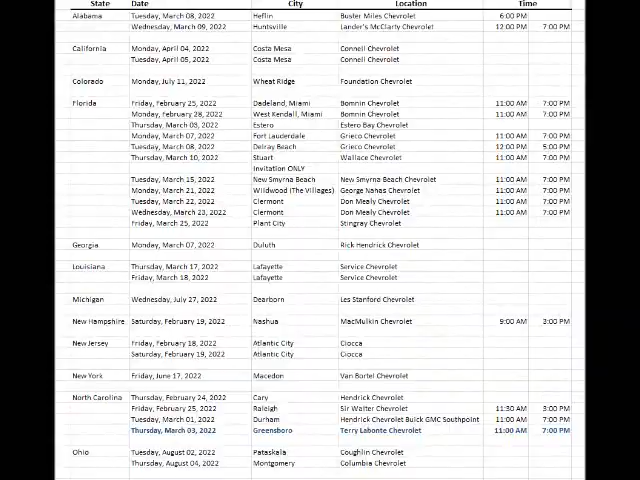 State Date City Location Time
Alabama Tuesday, March 08, 2022 Heflin Buster Miles Chevrolet 6:00 PM
Wednesday, March 09, 2022 Huntsville Lander's McClarty Chevrolet 12:00 PM 7:00 PM
California Monday, April 04, 2022 Costa Mesa Connell Chevrolet
Tuesday, April 05, 2022 Costa Mesa Connell Chevrolet
Colorado Monday, July 11, 2022 Wheat Ridge Foundation Chevrolet
Florida Friday, February 25, 2022 Dadeland, Miami Bomnin Chevrolet 11:00 AM 7:00 PM
Monday, February 28, 2022 West Kendall, Miami Bomnin Chevrolet 11:00 AM 7:00 PM
Thursday, March 03, 2022 Estero Estero Bay Chevrolet
Monday, March 07, 2022 Fort Lauderdale Grieco Chevrolet 11:00 AM 7:00 PM
Tuesday, March 08, 2022 Delray Beach Grieco Chevrolet 12:00 PM 5:00 PM
Thursday, March 10, 2022 Stuart Wallace Chevrolet 11:00 AM 7:00 PM
Invitation ONLY
Tuesday, March 15, 2022 New Smyrna Beach New Smyrna Beach Chevrolet 11:00 AM 7:00 PM
Monday, March 21, 2022 Wildwood (The Villages) George Nahas Chevrolet 11:00 AM 7:00 PM
Tuesday, March 22, 2022 Clermont Don Mealy Chevrolet 11:00 AM 7:00 PM
Wednesday, March 23, 2022 Clermont Don Mealy Chevrolet 11:00 AM 7:00 PM
Friday, March 25, 2022 Plant City Stingray Chevrolet
Georgia Monday, March 07, 2022 Duluth Rick Hendrick Chevrolet
Louisiana Thursday, March 17, 2022 Lafayette Service Chevrolet
Friday, March 18, 2022 Lafayette Service Chevrolet
Michigan Wednesday, July 27, 2022 Dearborn Les Stanford Chevrolet
New Hampshire Saturday, February 19, 2022 Nashua MacMulkin Chevrolet 9:00 AM 3:00 PM
New Jersey Friday, February 18, 2022 Atlantic City Ciocca
Saturday, February 19, 2022 Atlantic City Ciocca
New York Friday, June 17, 2022 Macedon Van Bortel Chevrolet
North Carolina Thursday, February 24, 2022 Cary Hendrick Chevrolet
Friday, February 25, 2022 Raleigh Sir Walter Chevrolet 11:30 AM 3:00 PM
Tuesday, March 01, 2022 Durham Hendrick Chevrolet Buick GMC Southpoint 11:00 AM 7:00 PM
Thursday, March 03, 2022 Greensboro Terry Labonte Chevrolet 11:00 AM 7:00 PM
Ohio Tuesday, August 02, 2022 Pataskala Coughlin Chevrolet
Thursday, August 04, 2022 Montgomery Columbia Chevrolet